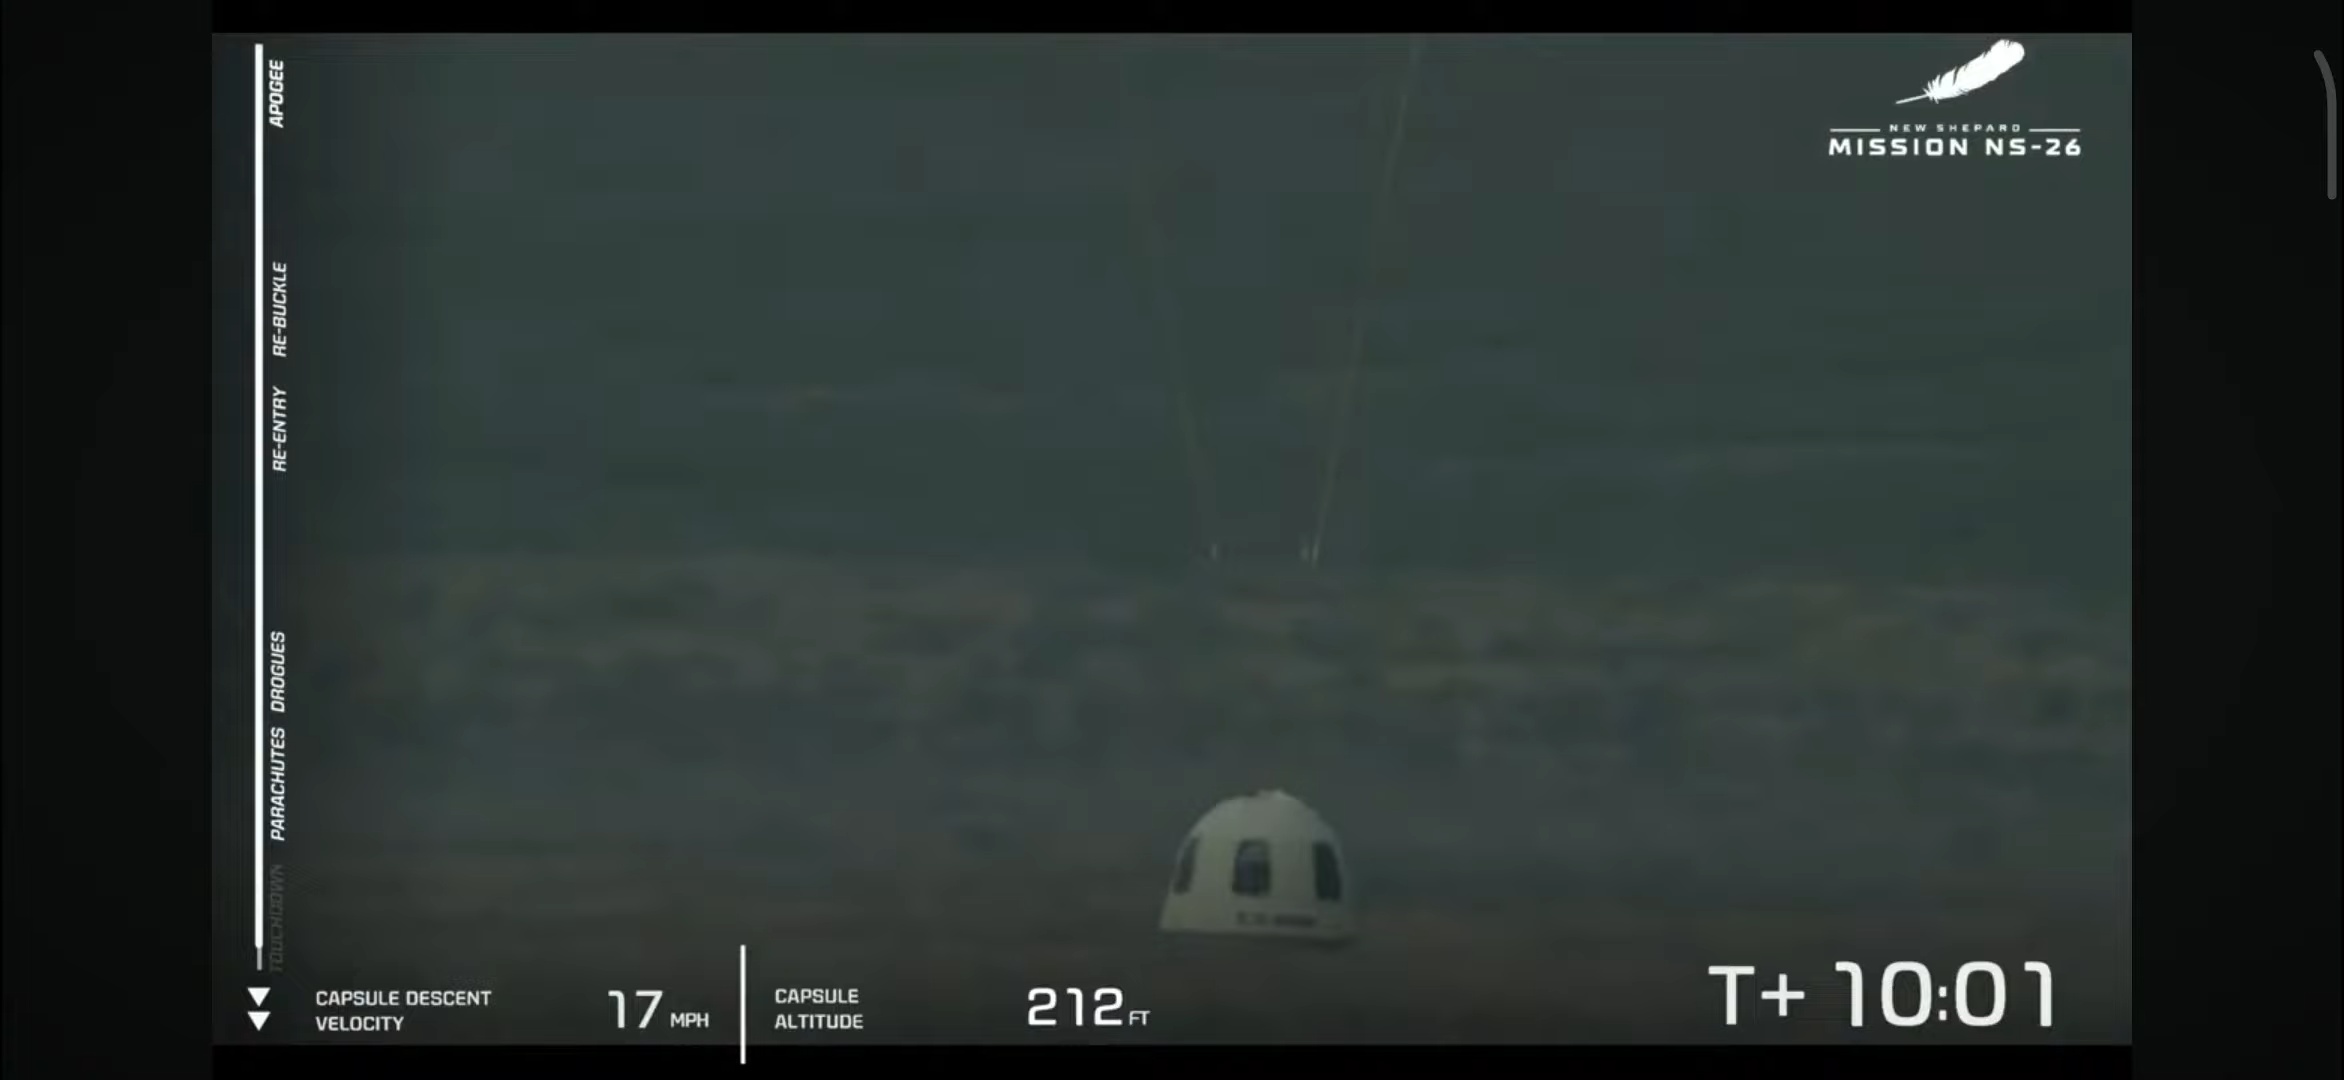 APOGEE
RE-BUCKLE
RE-ENTRY
DROGUES
PARACHUTES
TOUCHDOWN
NEW SHEPARD
MISSION NS-26
CAPSULE DESCENT
VELOCITY
17 MPH
CAPSULE
ALTITUDE
212 FT
T+ 10:01